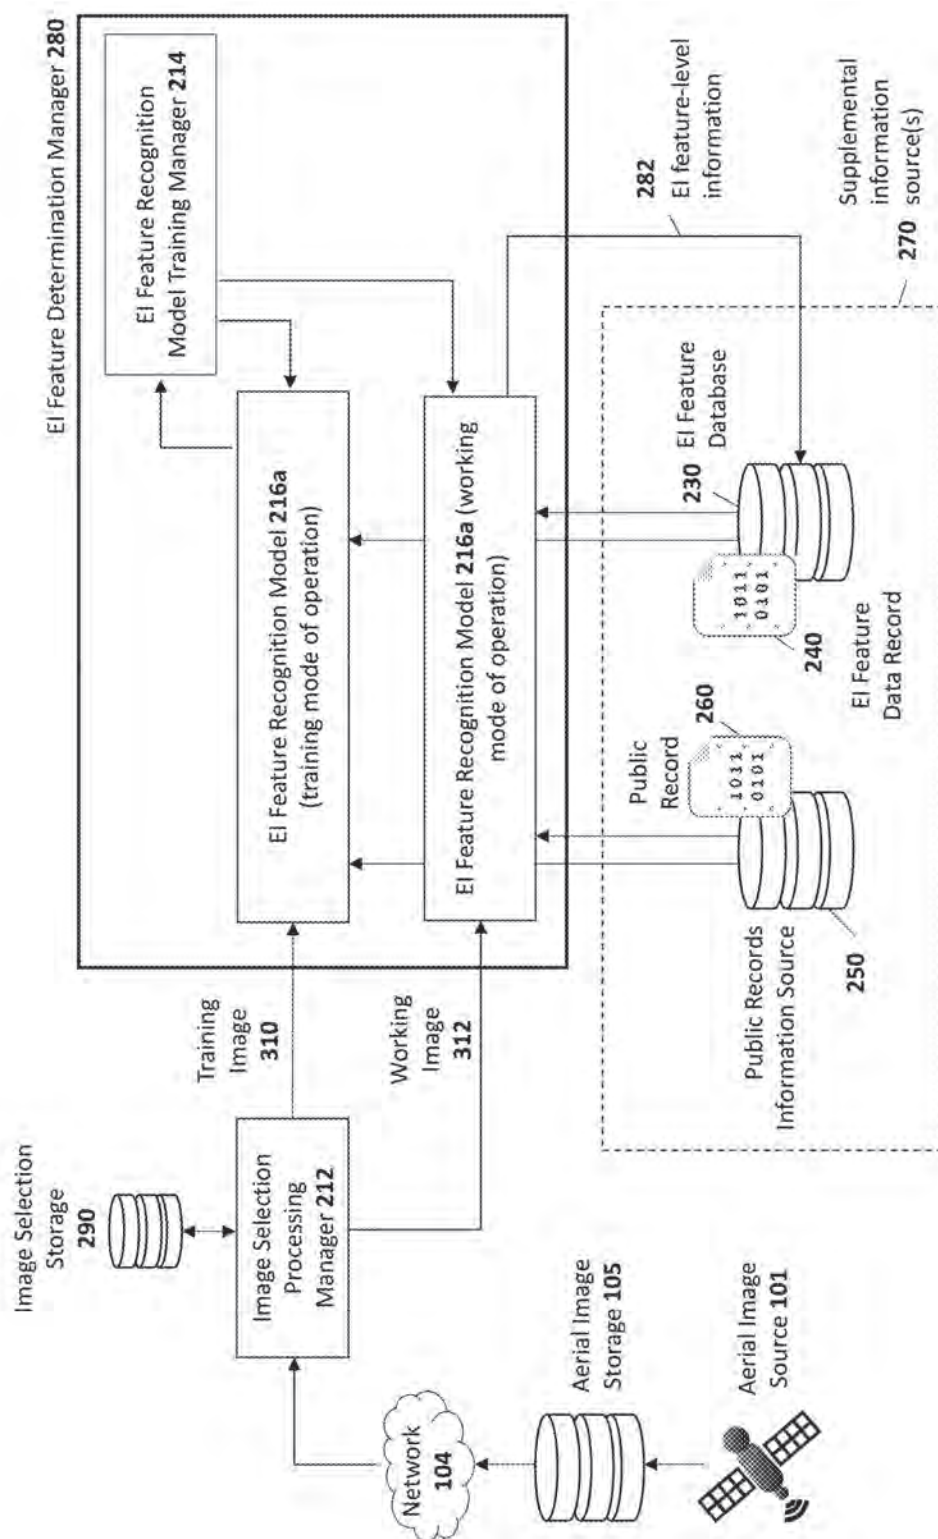 EI Feature Determination Manager 280
EI Feature Recognition
Model Training Manager 214
EI Feature Recognition Model 216a
(training mode of operation)
EI Feature Recognition Model 216a (working
mode of operation)
282
EI feature-level
information
Image Selection
Storage
290
Image Selection
Processing
Manager 212
Training
Image
310
Working
Image
312
Network
104
Aerial Image
Storage 105
Aerial Image
Source 101
Public
Record
260
1011
0101
Public Records
Information Source
250
EI Feature
Database
230
1011
0101
240
EI Feature
Data Record
Supplemental
information
source(s)
270